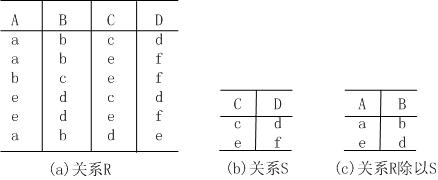 A B C D
a b c d
a b e f
b c e f
e d c d
e d e f
a b d e
(a)关系R
C D
c d
e f
(b)关系S
A B
a b
e d
(c)关系R除以S